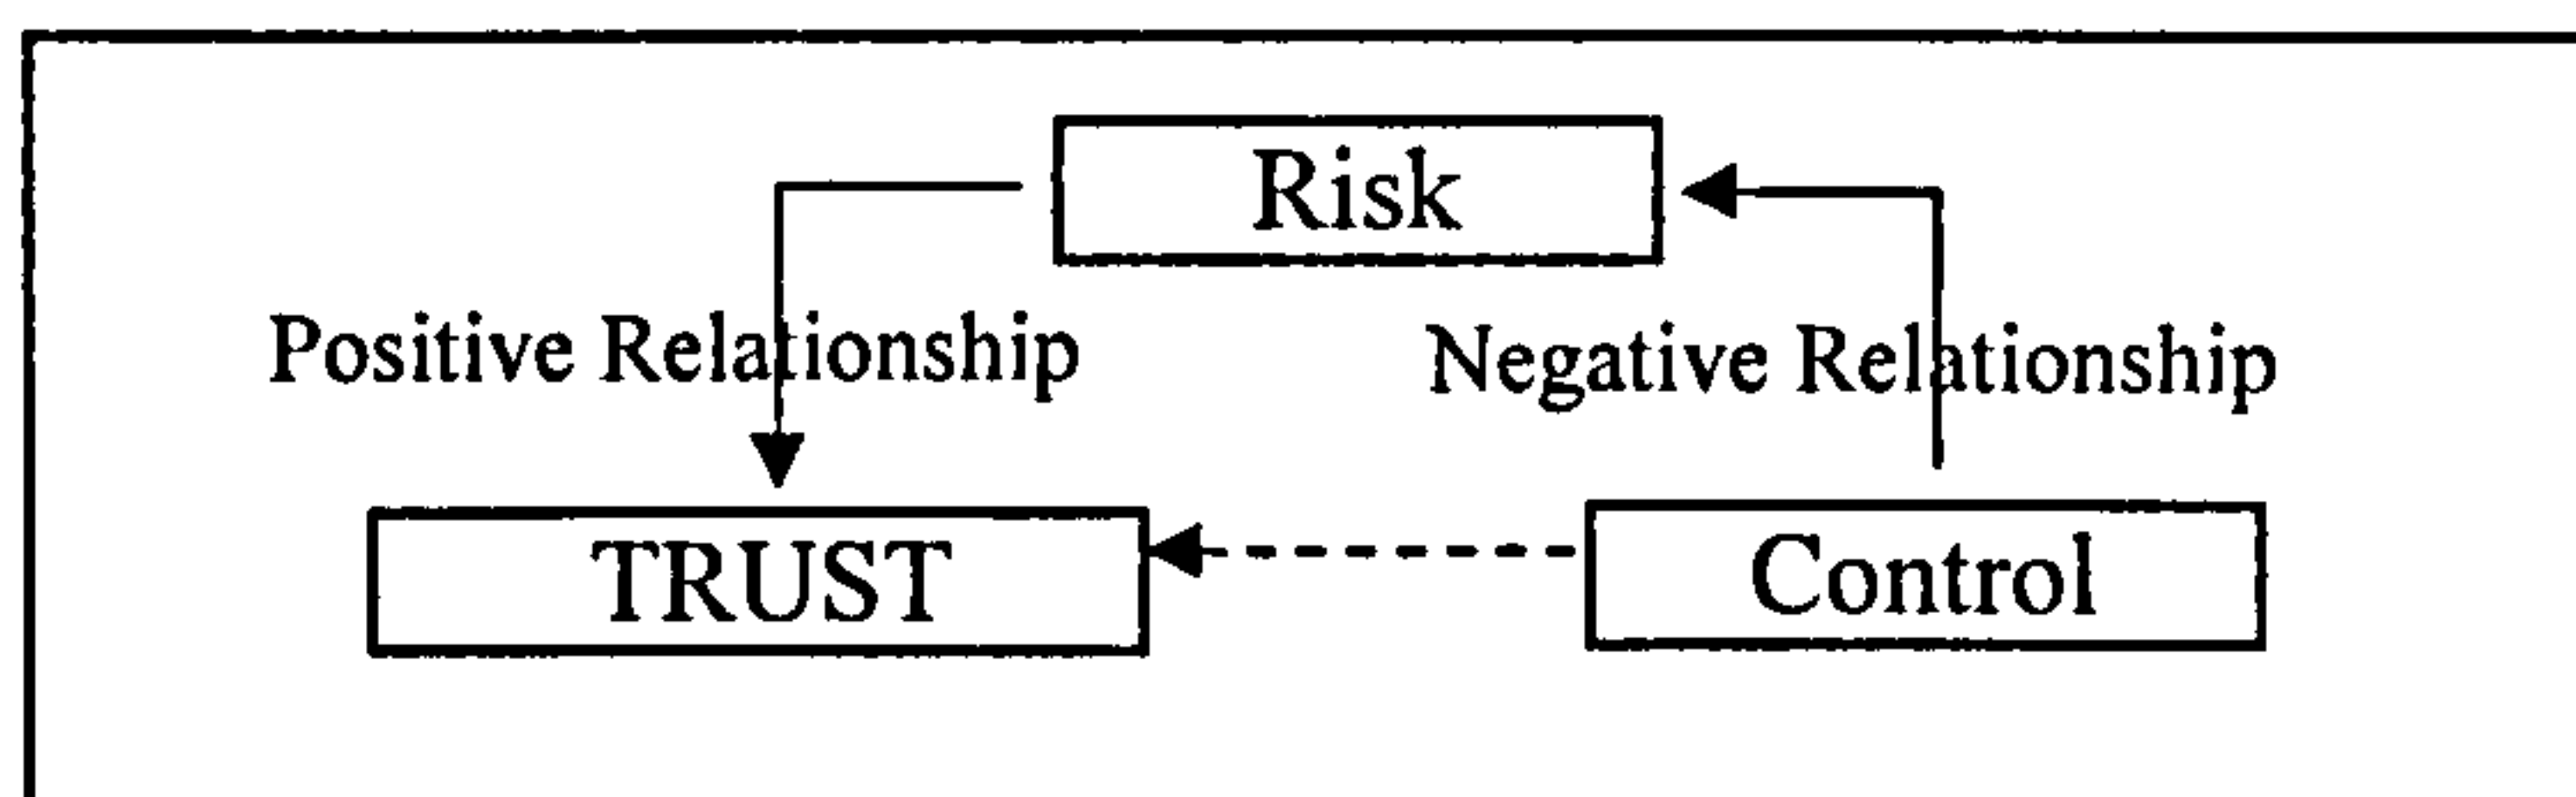 Risk
Positive Relationship
Negative Relationship
TRUST
Control